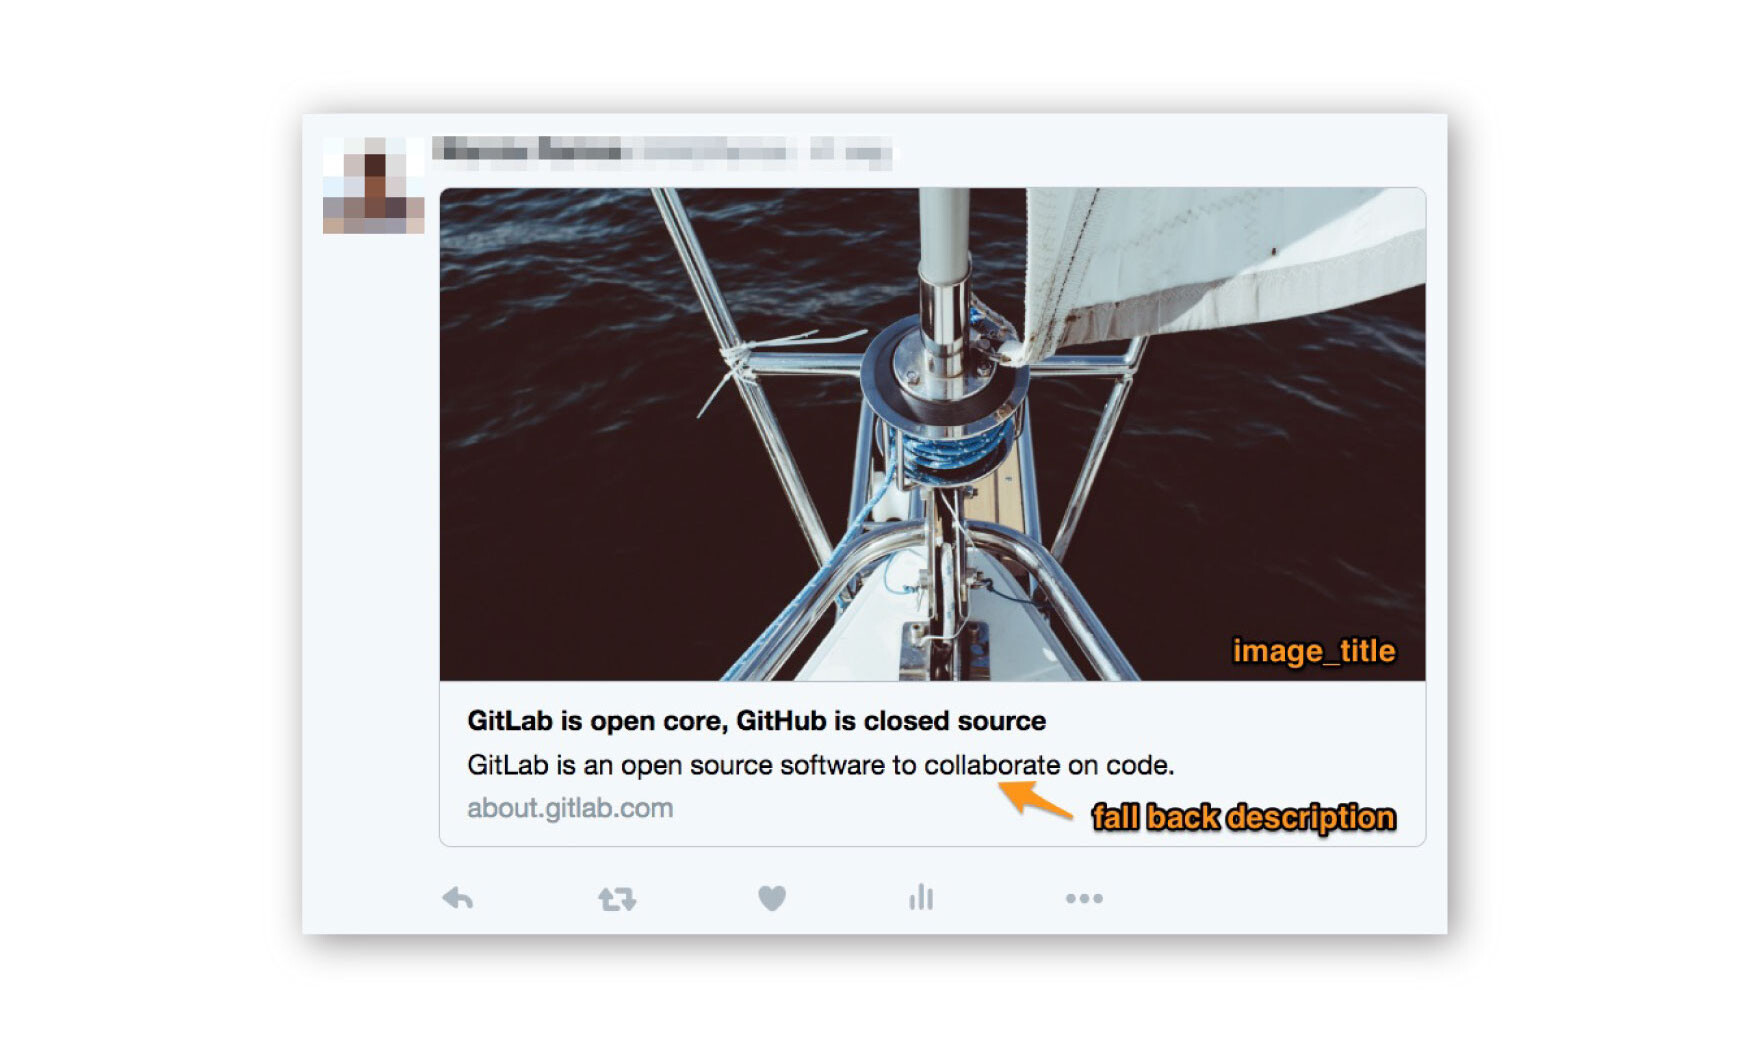 image_title
GitLab is open core, GitHub is closed source
GitLab is an open source software to collaborate on code.
about.gitlab.com
fall back description